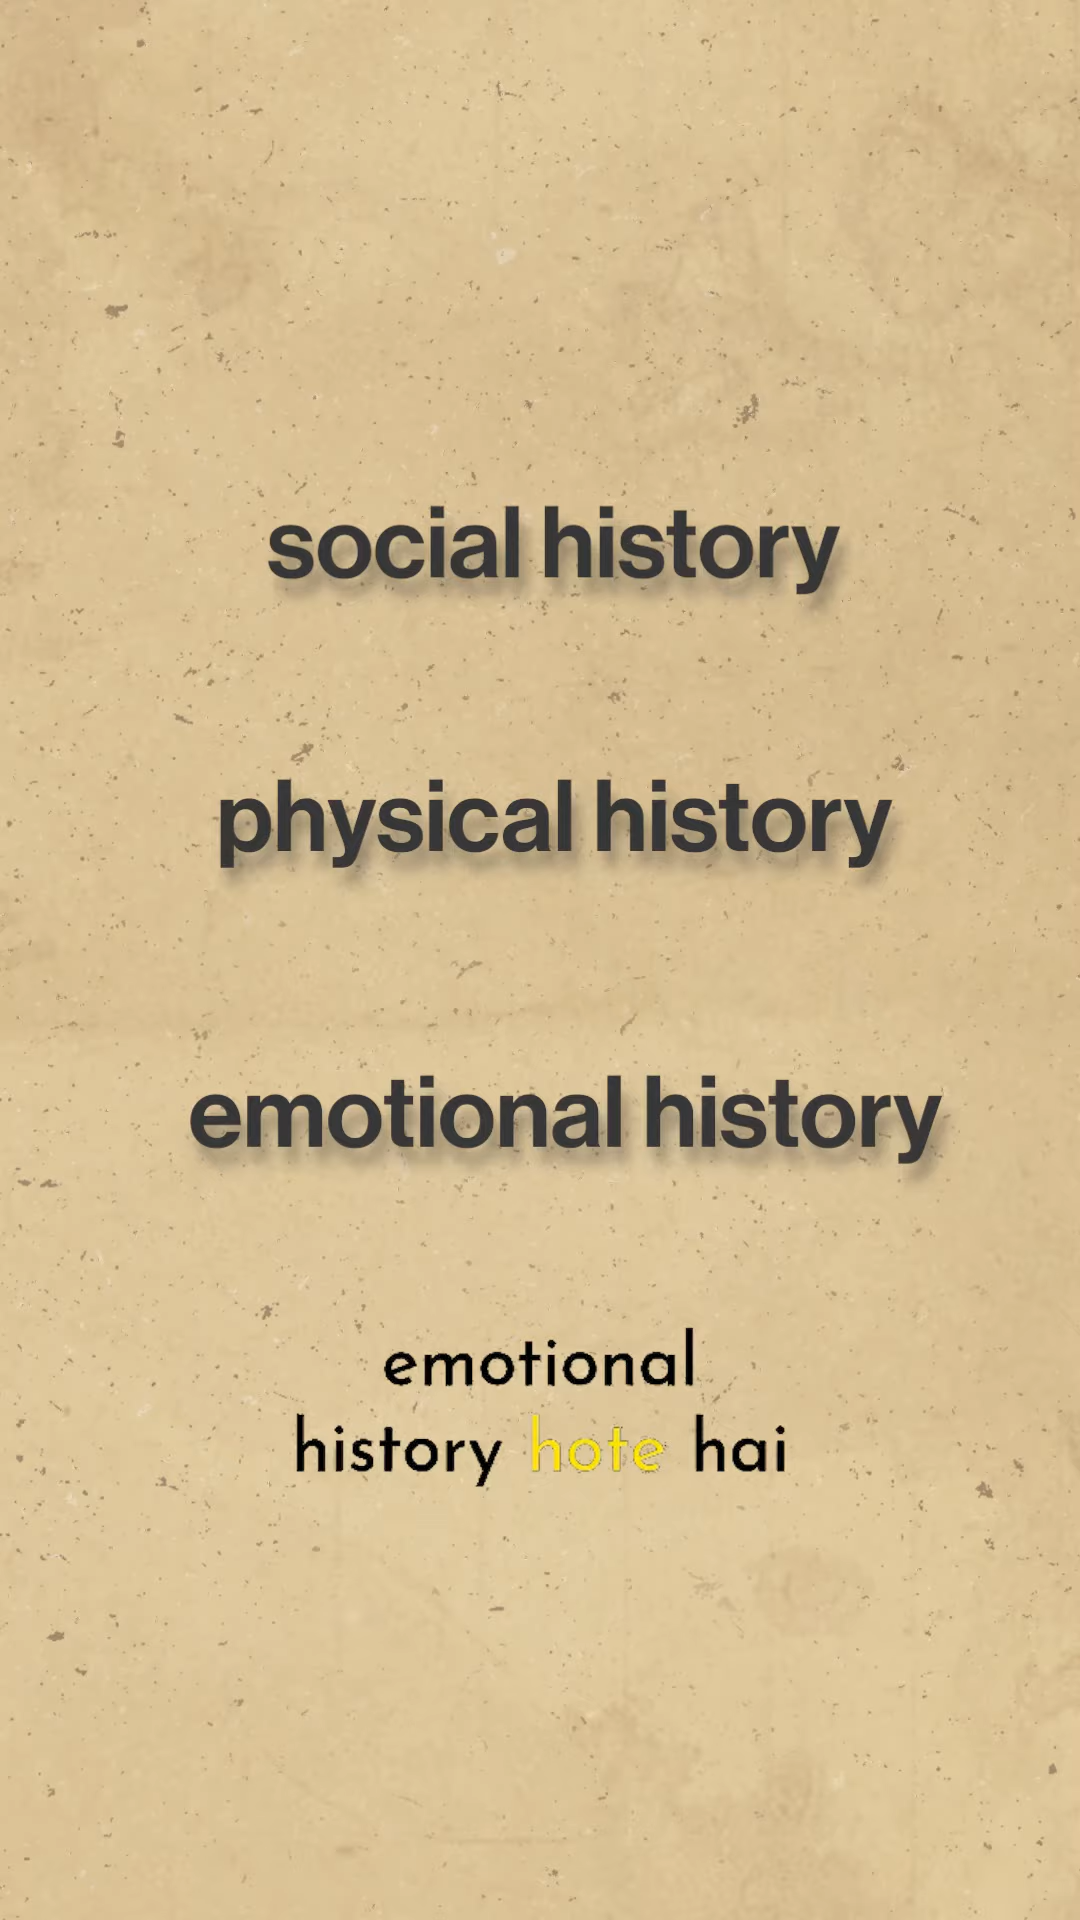 social history
physical history
emotional history
emotional
history hote hai